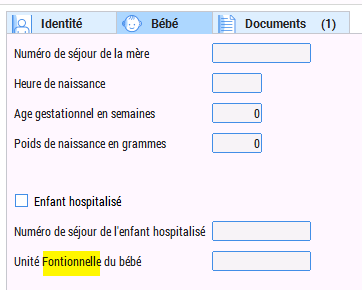 Identité Bébé Documents (1)
Numéro de séjour de la mère
Heure de naissance
Age gestationnel en semaines 0
Poids de naissance en grammes 0
Enfant hospitalisé
Numéro de séjour de l'enfant hospitalisé
Unité Fontionnelle du bébé